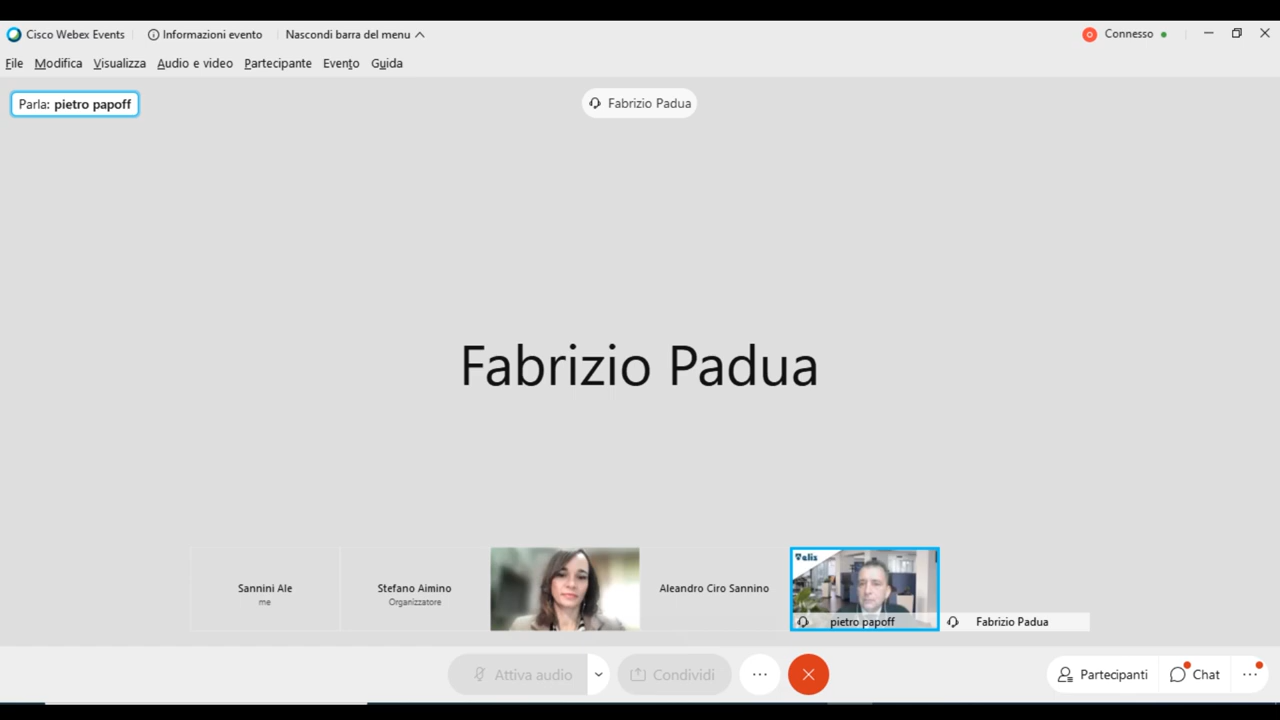 Cisco Webex Events
Informazioni evento
Nascondi barra del menu
Connesso
File Modifica Visualizza Audio e video Partecipante Evento Guida
Parla: pietro papoff
Fabrizio Padua
Fabrizio Padua
Sannini Ale
me
Stefano Aimino
Organizzatore
Aleandro Ciro Sannino
aliz
pietro papoff
Fabrizio Padua
Attiva audio
Condividi
Partecipanti
Chat